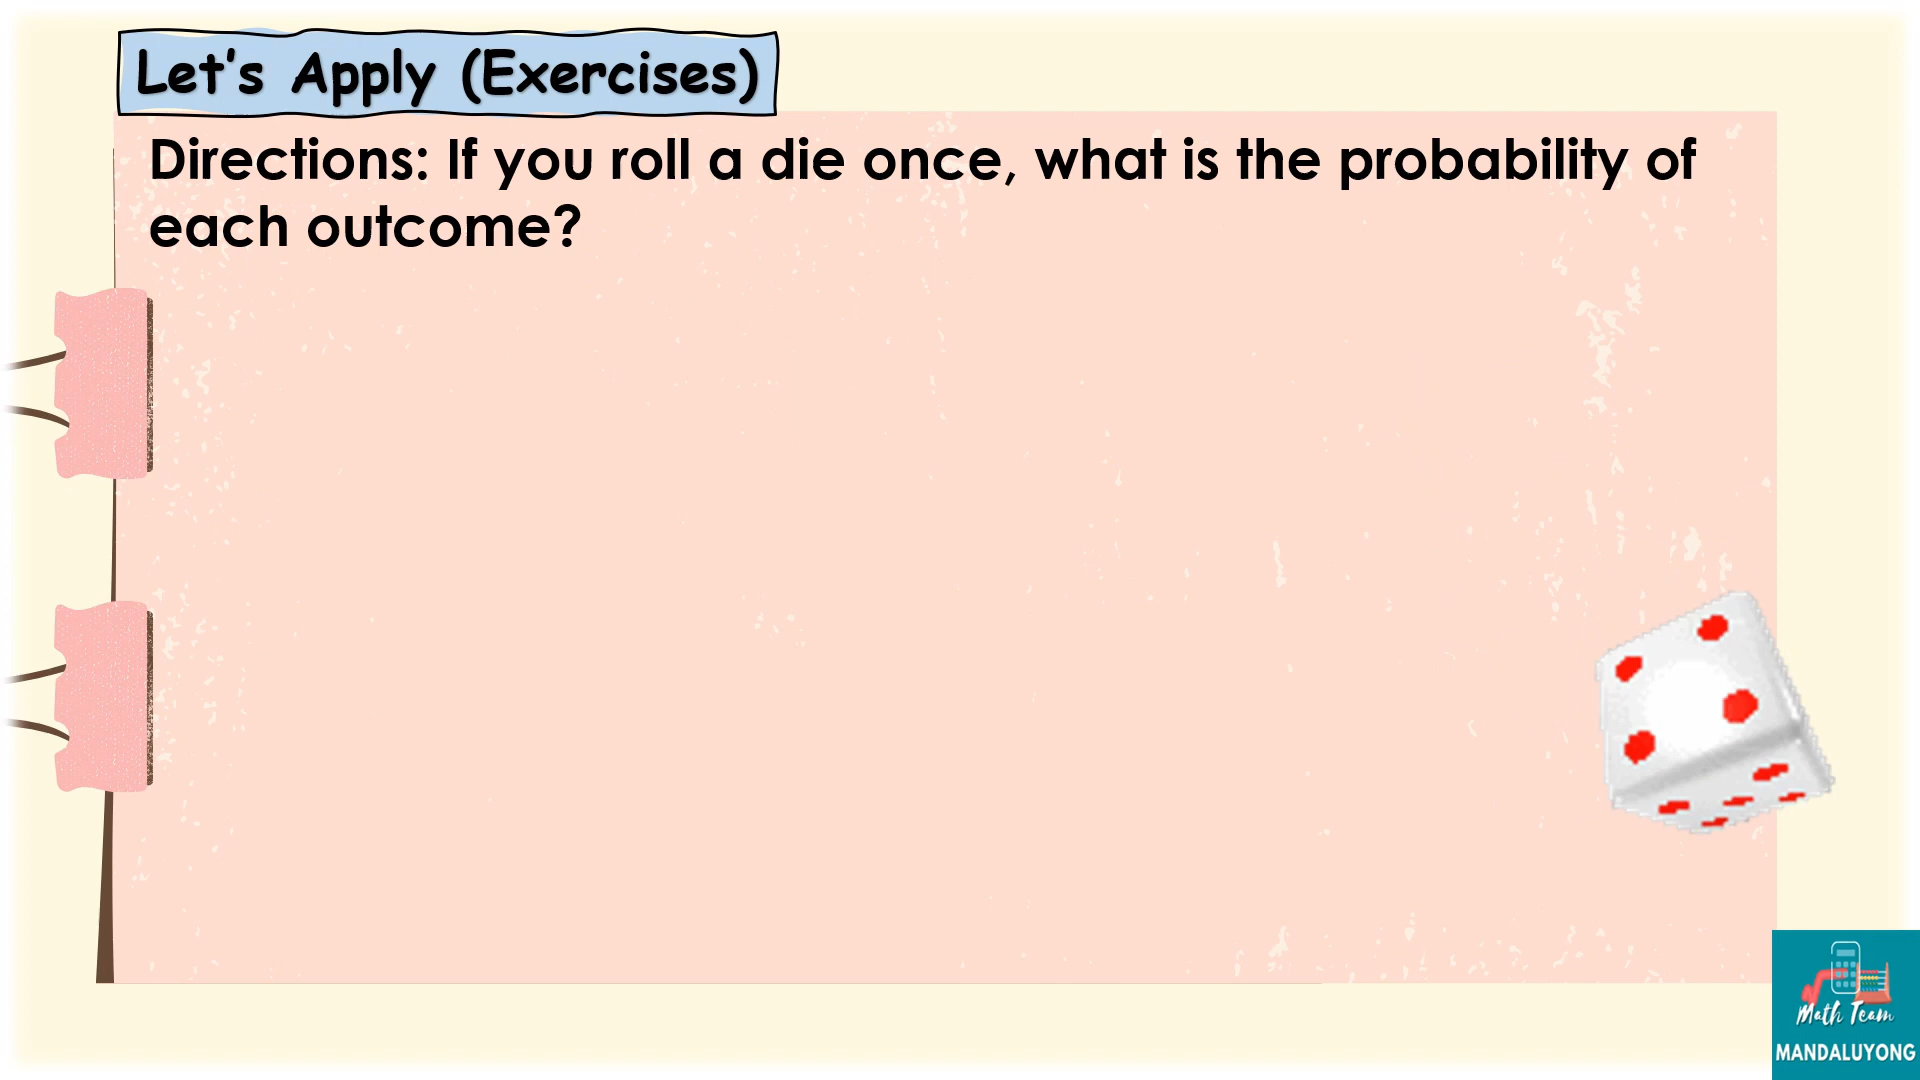 Let's Apply (Exercises)
Directions: If you roll a die once, what is the probability of
each outcome?
Math Team
MANDALUYONG